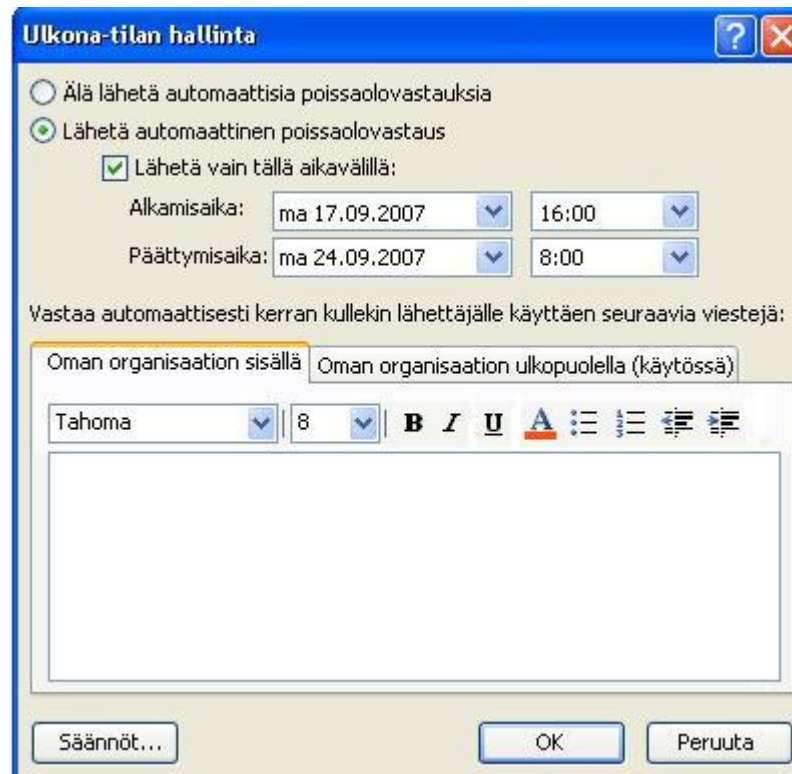 Ulkona-tilan hallinta
Älä lähetä automaattisia poissaolovastauksia
Lähetä automaattinen poissaolovastaus
Lähetä vain tällä aikavälillä:
Alkamisaika: ma 17.09.2007 16:00
Päättymisaika: ma 24.09.2007 8:00
Vastaa automaattisesti kerran kullekin lähettäjälle käyttäen seuraavia viestejä:
Oman organisaation sisällä Oman organisaation ulkopuolella (käytössä)
Tahoma 8 B I U A
Säännöt... OK Peruuta